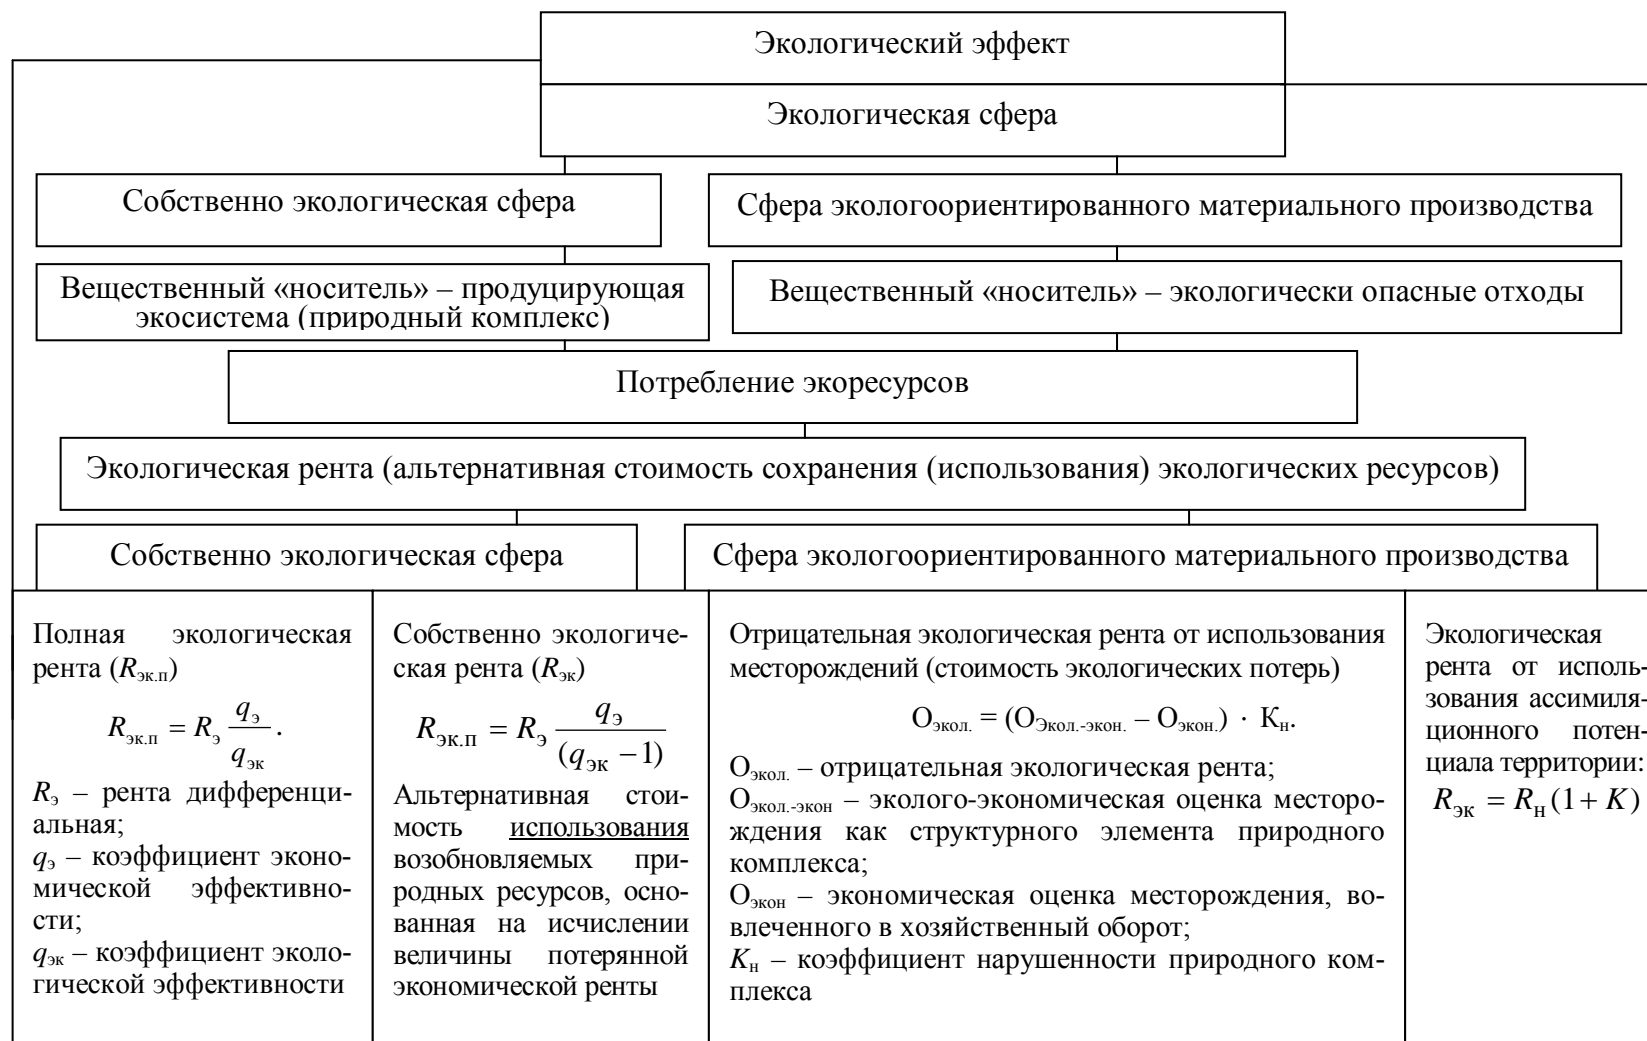 Экологический эффект
Экологическая сфера
Собственно экологическая сфера
Сфера экологоориентированного материального производства
Вещественный «носитель» – продуцирующая
экосистема (природный комплекс)
Вещественный «носитель» – экологически опасные отходы
Потребление экоресурсов
Экологическая рента (альтернативная стоимость сохранения (использования) экологических ресурсов)
Собственно экологическая сфера
Сфера экологоориентированного материального производства
Полная экологическая
рента (Rэк.п)
Rэк.п = Rэ qэ / qэк .
Rэ – рента дифференци-
альная;
qэ – коэффициент эконо-
мической эффективно-
сти;
qэк – коэффициент эколо-
гической эффективности
Собственно экологиче-
ская рента (Rэк)
Rэк.п = Rэ qэ / (qэк – 1)
Альтернативная стои-
мость использования
возобновляемых при-
родных ресурсов, осно-
ванная на исчислении
величины потерянной
экономической ренты
Отрицательная экологическая рента от использования
месторождений (стоимость экологических потерь)
Оэкол. = (ОЭкол.-экон. – Оэкон.) · Кн.
Оэкол. – отрицательная экологическая рента;
Оэкол.-экон – эколого-экономическая оценка месторо-
ждения как структурного элемента природного
комплекса;
Оэкон – экономическая оценка месторождения, во-
влеченного в хозяйственный оборот;
Kн – коэффициент нарушенности природного ком-
плекса
Экологическая
рента от исполь-
зования ассимиля-
ционного потен-
циала территории:
Rэк = Rн(1 + K)